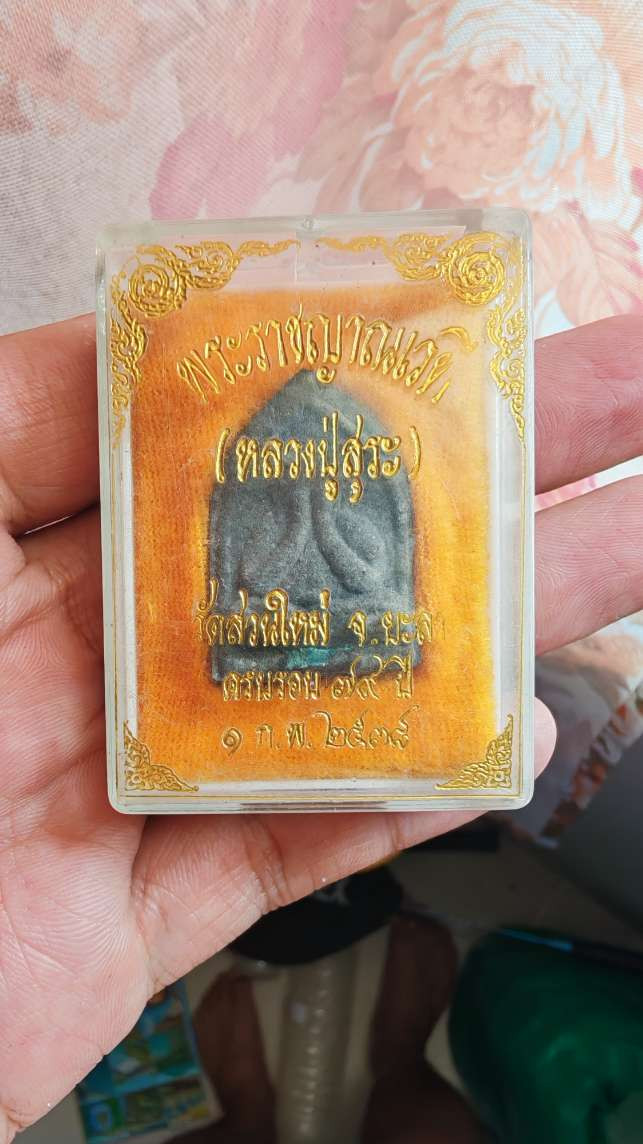 พระราชญาณเวที
(หลวงปู่สุระ)
วัดสวนใหม่ จ.ยะลา
ครบรอบ ๗๙ ปี
๑ ก.พ. ๒๕๓๕